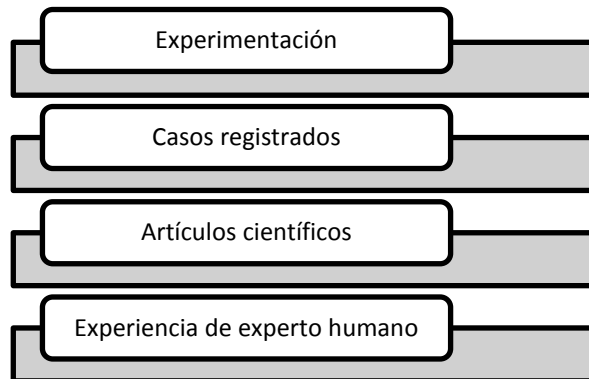 Experimentación
Casos registrados
Artículos científicos
Experiencia de experto humano